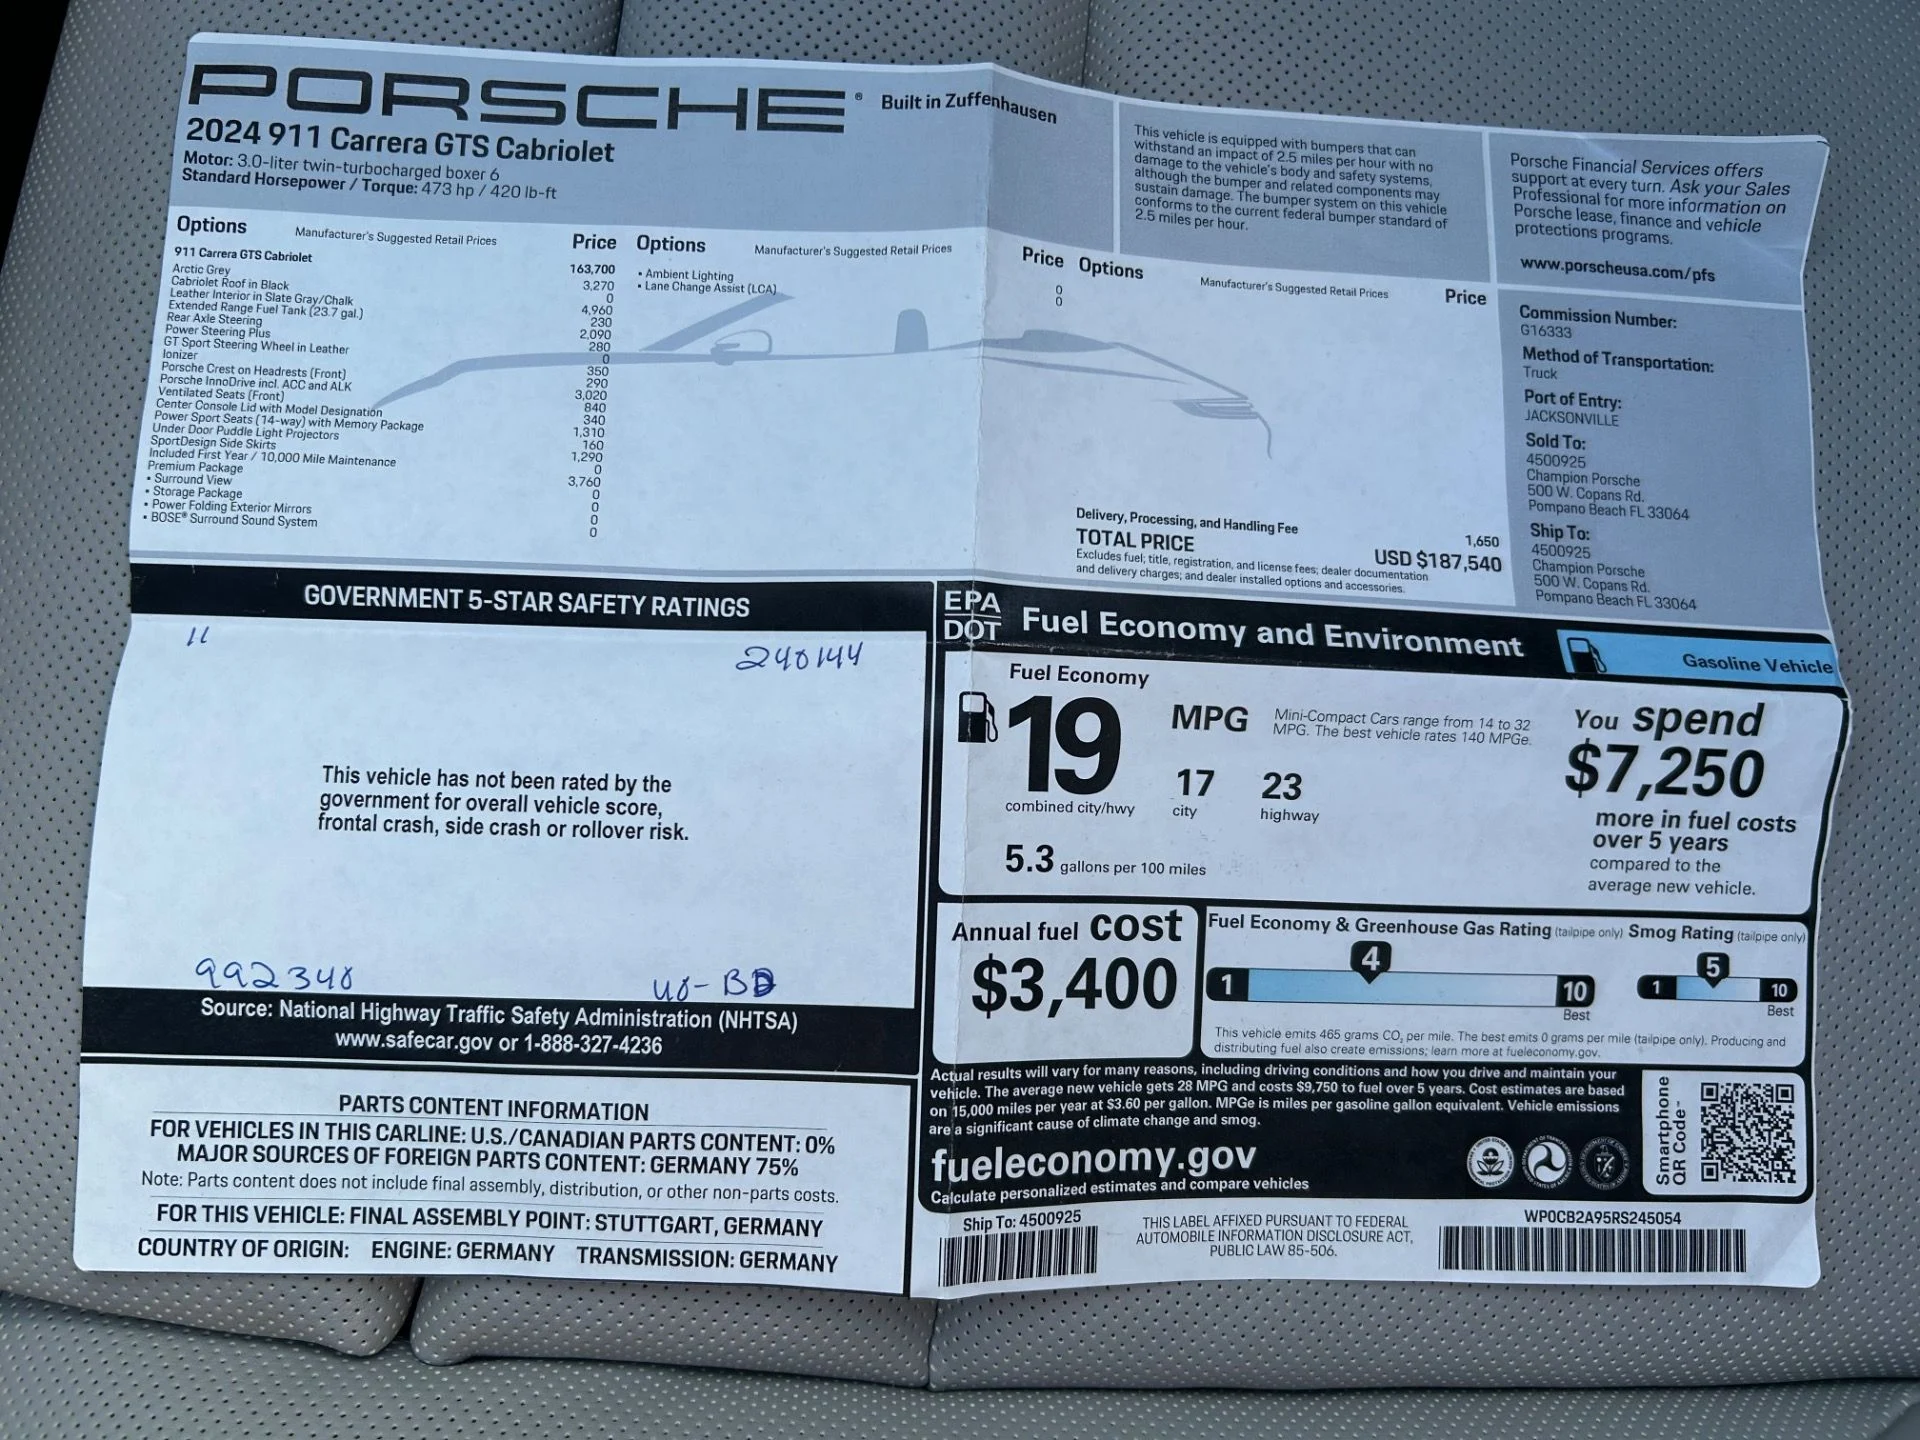 PORSCHE® Built in Zuffenhausen
2024 911 Carrera GTS Cabriolet
Motor: 3.0-liter twin-turbocharged boxer 6
Standard Horsepower / Torque: 473 hp / 420 lb-ft
This vehicle is equipped with bumpers that can
withstand an impact of 2.5 miles per hour with no
damage to the vehicle's body and safety systems,
although the bumper and related components may
sustain damage. The bumper system on this vehicle
conforms to the current federal bumper standard of
2.5 miles per hour.
Porsche Financial Services offers
support at every turn. Ask your Sales
Professional for more information on
Porsche lease, finance and vehicle
protections programs.
www.porscheusa.com/pfs
Options Manufacturer's Suggested Retail Prices Price
911 Carrera GTS Cabriolet 163,700
Arctic Grey 3,270
Cabriolet Roof in Black 0
Leather Interior in Slate Gray/Chalk 4,960
Extended Range Fuel Tank (23.7 gal.) 230
Rear Axle Steering 2,090
Power Steering Plus 280
GT Sport Steering Wheel in Leather 0
Ionizer 350
Porsche Crest on Headrests (Front) 290
Porsche InnoDrive incl. ACC and ALK 3,020
Ventilated Seats (Front) 840
Center Console Lid with Model Designation 340
Power Sport Seats (14-way) with Memory Package 1,310
Under Door Puddle Light Projectors 160
SportDesign Side Skirts 1,290
Included First Year / 10,000 Mile Maintenance 0
Premium Package 3,760
• Surround View 0
• Storage Package 0
• Power Folding Exterior Mirrors 0
• BOSE® Surround Sound System 0
Options Manufacturer's Suggested Retail Prices Price
• Ambient Lighting 0
• Lane Change Assist (LCA) 0
Options Manufacturer's Suggested Retail Prices Price
Delivery, Processing, and Handling Fee 1,650
TOTAL PRICE USD $187,540
Excludes fuel; title, registration, and license fees; dealer documentation
and delivery charges; and dealer installed options and accessories.
Commission Number:
G16333
Method of Transportation:
Truck
Port of Entry:
JACKSONVILLE
Sold To:
4500925
Champion Porsche
500 W. Copans Rd.
Pompano Beach FL 33064
Ship To:
4500925
Champion Porsche
500 W. Copans Rd.
Pompano Beach FL 33064
GOVERNMENT 5-STAR SAFETY RATINGS
240144
This vehicle has not been rated by the
government for overall vehicle score,
frontal crash, side crash or rollover risk.
992340
Source: National Highway Traffic Safety Administration (NHTSA)
www.safecar.gov or 1-888-327-4236
PARTS CONTENT INFORMATION
FOR VEHICLES IN THIS CARLINE: U.S./CANADIAN PARTS CONTENT: 0%
MAJOR SOURCES OF FOREIGN PARTS CONTENT: GERMANY 75%
Note: Parts content does not include final assembly, distribution, or other non-parts costs.
FOR THIS VEHICLE: FINAL ASSEMBLY POINT: STUTTGART, GERMANY
COUNTRY OF ORIGIN: ENGINE: GERMANY TRANSMISSION: GERMANY
EPA
DOT
Fuel Economy and Environment
Gasoline Vehicle
Fuel Economy
19 MPG
combined city/hwy
17 city
23 highway
5.3 gallons per 100 miles
Mini-Compact Cars range from 14 to 32
MPG. The best vehicle rates 140 MPGe.
You spend
$7,250
more in fuel costs
over 5 years
compared to the
average new vehicle.
Annual fuel cost
$3,400
Fuel Economy & Greenhouse Gas Rating (tailpipe only)
1 4 10
Best
Smog Rating (tailpipe only)
1 5 10
Best
This vehicle emits 465 grams CO₂ per mile. The best emits 0 grams per mile (tailpipe only). Producing and
distributing fuel also create emissions; learn more at fueleconomy.gov.
Actual results will vary for many reasons, including driving conditions and how you drive and maintain your
vehicle. The average new vehicle gets 28 MPG and costs $9,750 to fuel over 5 years. Cost estimates are based
on 15,000 miles per year at $3.60 per gallon. MPGe is miles per gasoline gallon equivalent. Vehicle emissions
are a significant cause of climate change and smog.
fueleconomy.gov
Calculate personalized estimates and compare vehicles
Smartphone
QR Code™
Ship To: 4500925
THIS LABEL AFFIXED PURSUANT TO FEDERAL
AUTOMOBILE INFORMATION DISCLOSURE ACT,
PUBLIC LAW 85-506.
WP0CB2A95RS245054